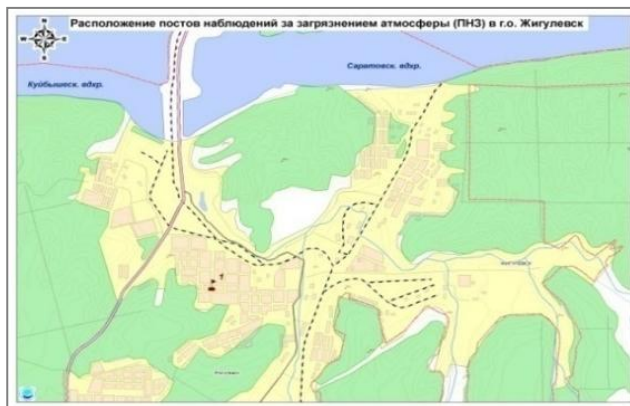 Расположение постов наблюдений за загрязнением атмосферы (ПНЗ) в г.о. Жигулевск
Саратовск. вдхр.
Куйбышевск. вдхр.